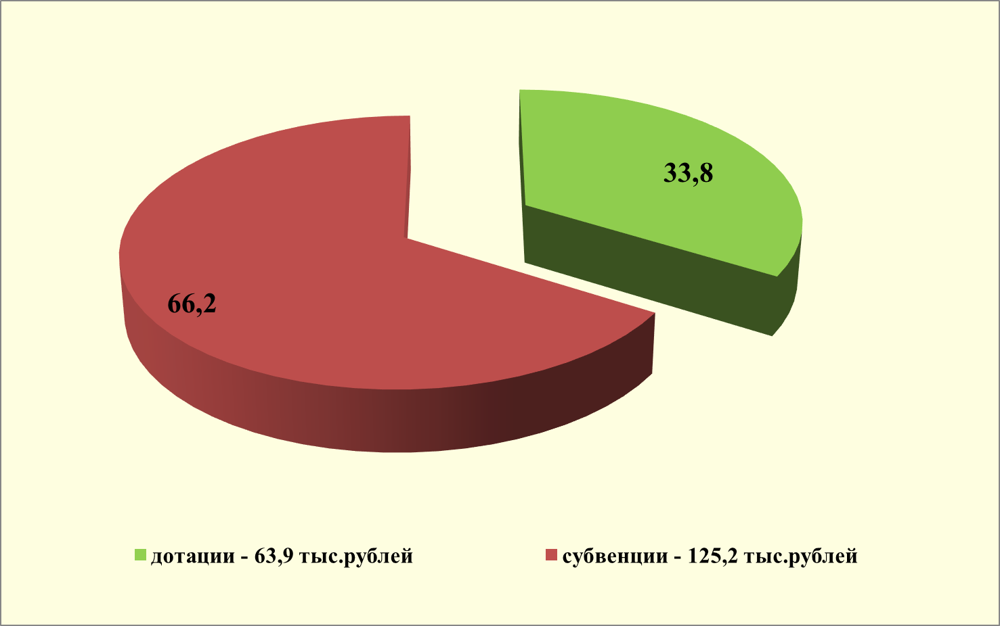 33,8
66,2
дотации - 63,9 тыс.рублей
субвенции - 125,2 тыс.рублей